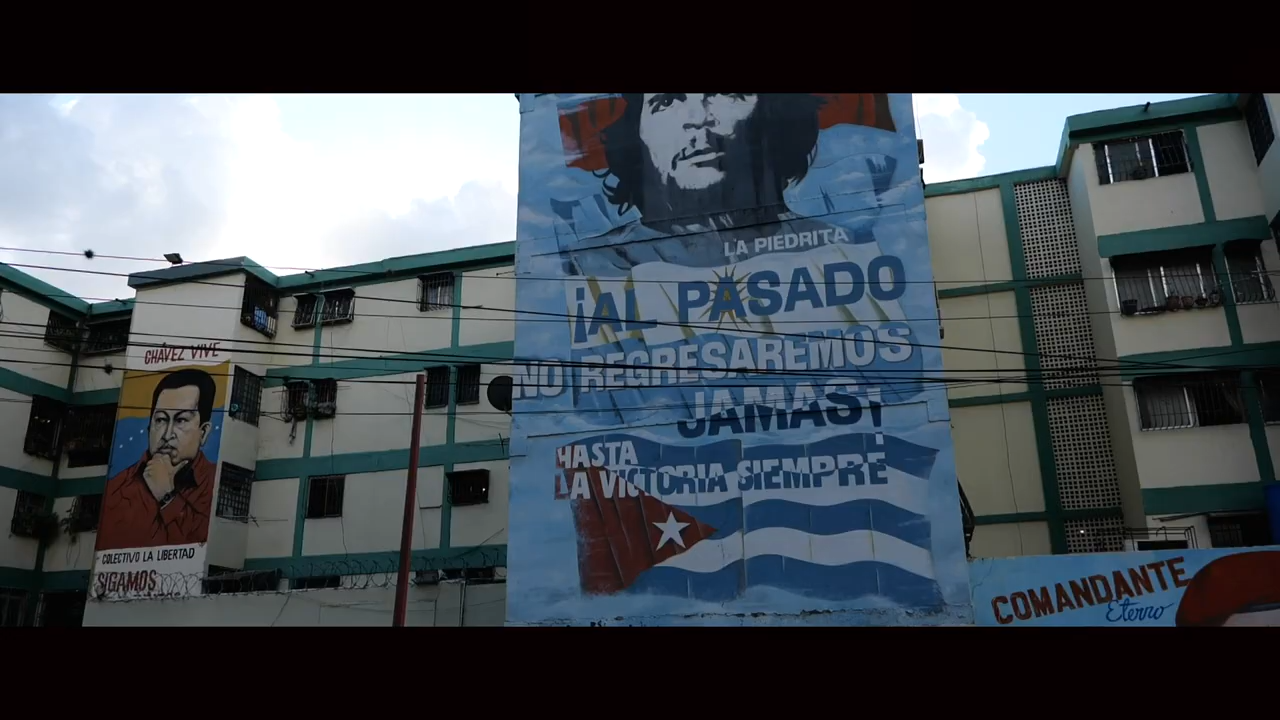 CHÁVEZ VIVE
COLECTIVO LA LIBERTAD
SIGAMOS
LA PIEDRITA
¡AL PASADO
NO REGRESAREMOS
JAMAS!
HASTA
LA VICTORIA SIEMPRE
COMANDANTE
Eterno